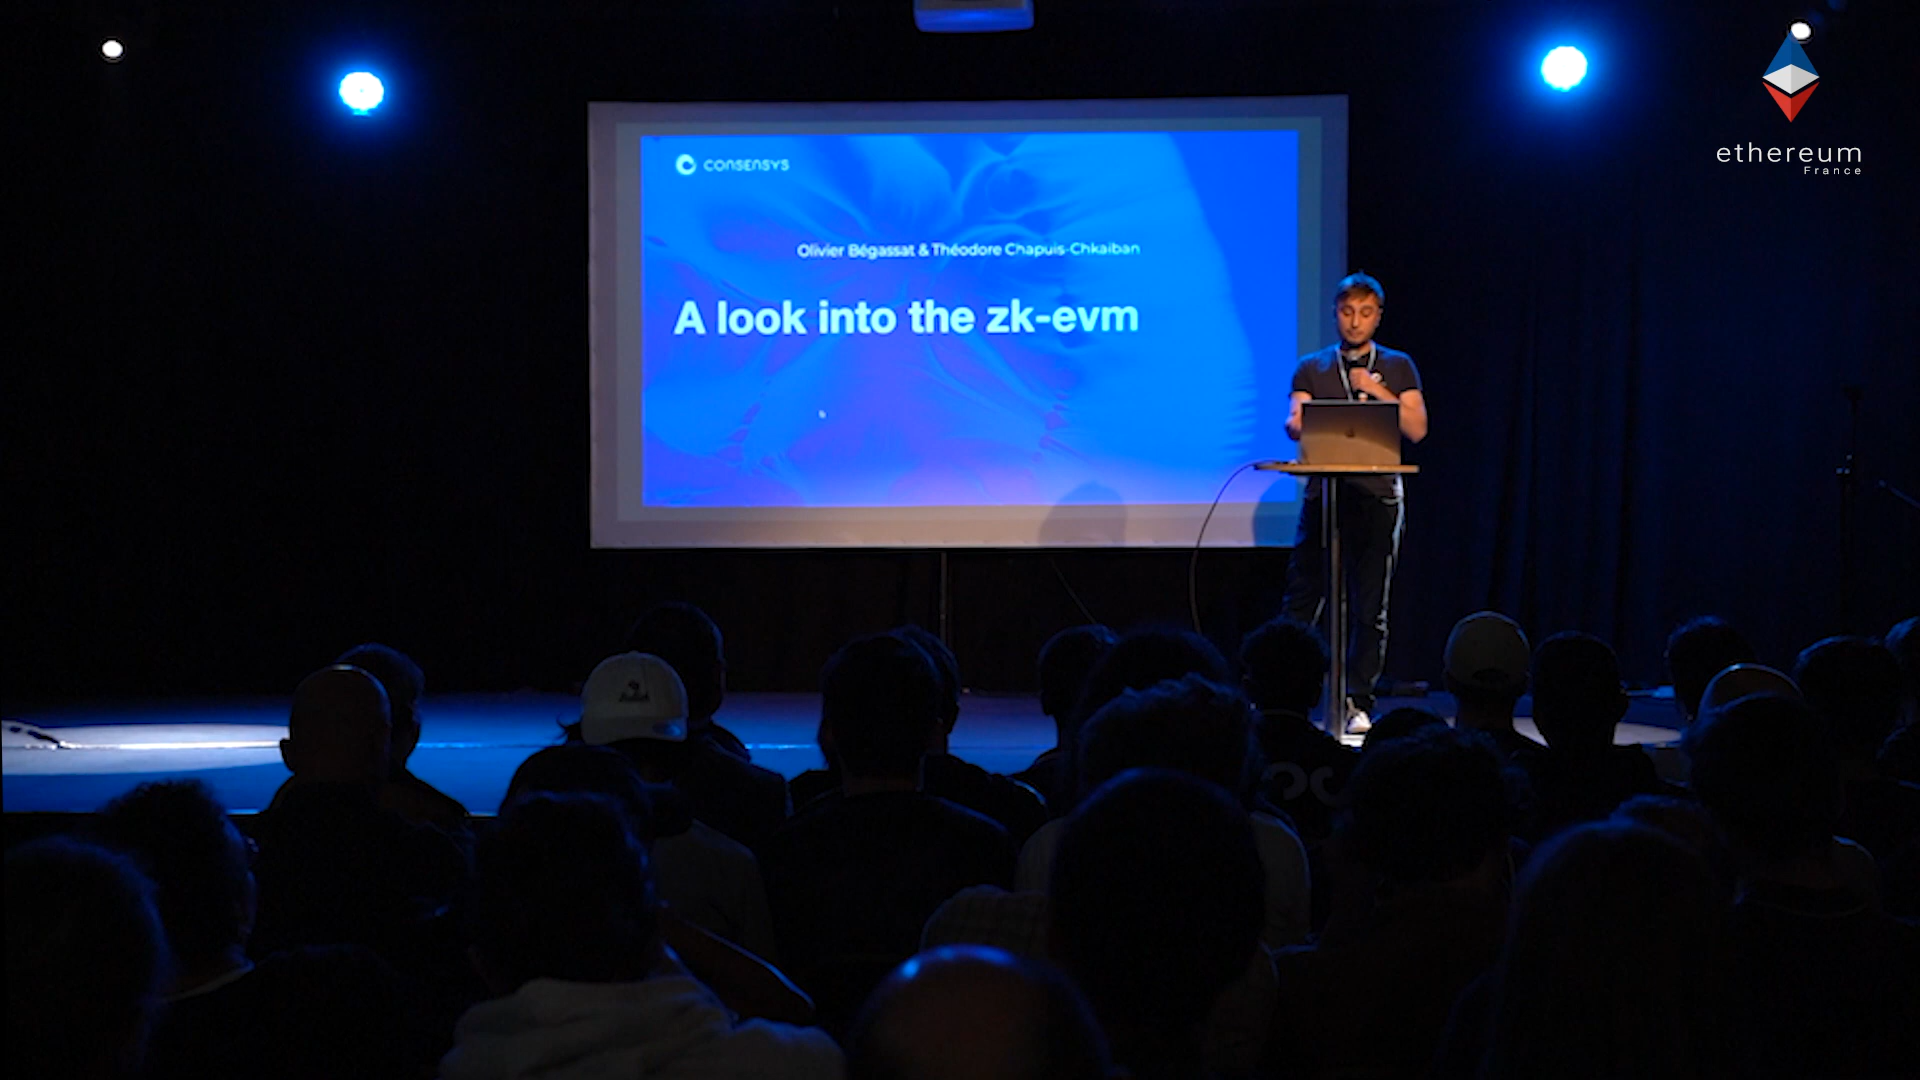 CONSENSYS
Olivier Bégassat & Théodore Chapuis-Chkaiban
A look into the zk-evm
ethereum
France